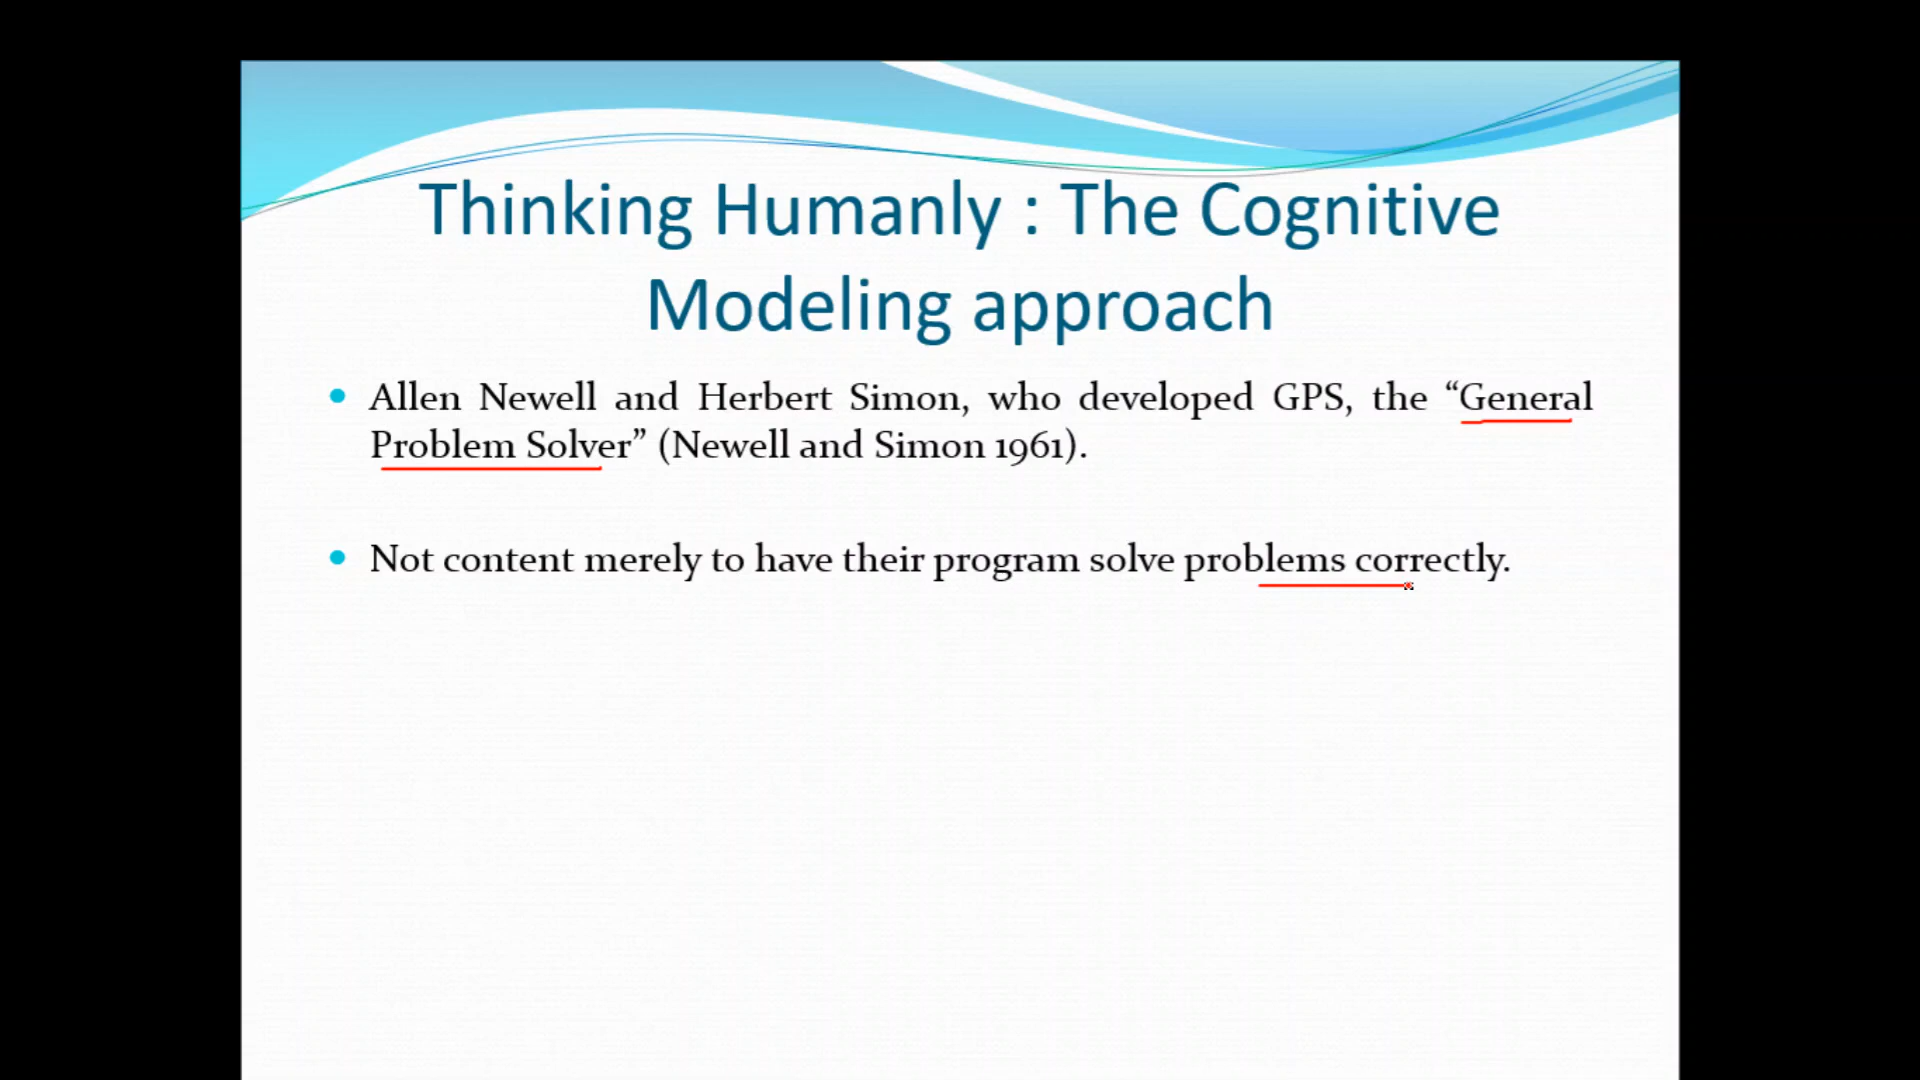 Thinking Humanly : The Cognitive
Modeling approach
• Allen Newell and Herbert Simon, who developed GPS, the “General
Problem Solver” (Newell and Simon 1961).
• Not content merely to have their program solve problems correctly.